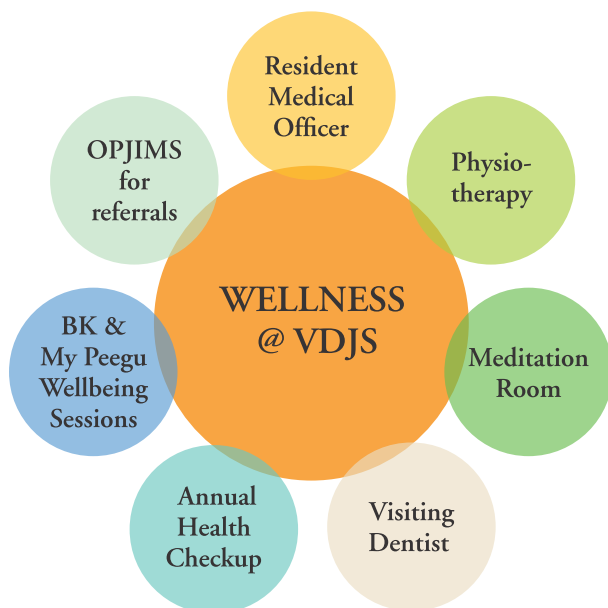 Resident
Medical
Officer
OPJIMS
for
referrals
Physio-
therapy
WELLNESS
@ VDJS
BK &
My Peegu
Wellbeing
Sessions
Meditation
Room
Annual
Health
Checkup
Visiting
Dentist